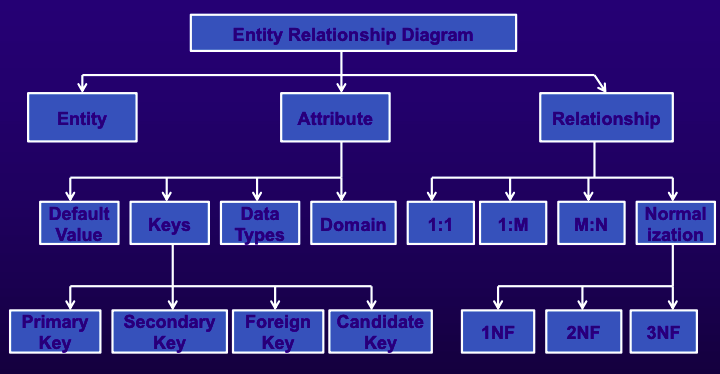 Entity Relationship Diagram
Entity
Attribute
Relationship
Default
Value
Keys
Data
Types
Domain
1:1
1:M
M:N
Normal
ization
Primary
Key
Secondary
Key
Foreign
Key
Candidate
Key
1NF
2NF
3NF